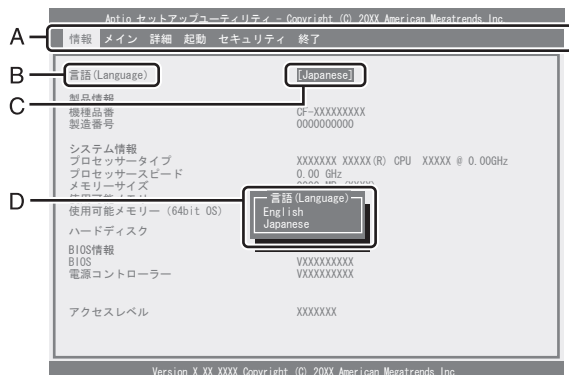 Aptio セットアップユーティリティ - Copyright (C) 20XX American Megatrends Inc
A
情報 メイン 詳細 起動 セキュリティ 終了
B
言語(Language) [Japanese]
C
製品情報
機種品番 CF-XXXXXXXXX
製造番号 0000000000
システム情報
プロセッサータイプ XXXXXXX XXXXX(R) CPU XXXXX @ 0.00GHz
プロセッサースピード 0.00 GHz
メモリーサイズ
D
言語(Language)
English
Japanese
使用可能メモリー (64bit OS)
ハードディスク
BIOS情報
BIOS VXXXXXXXXX
電源コントローラー VXXXXXXXXX
アクセスレベル XXXXXXX
Version X XX XXXX Copyright (C) 20XX American Megatrends Inc